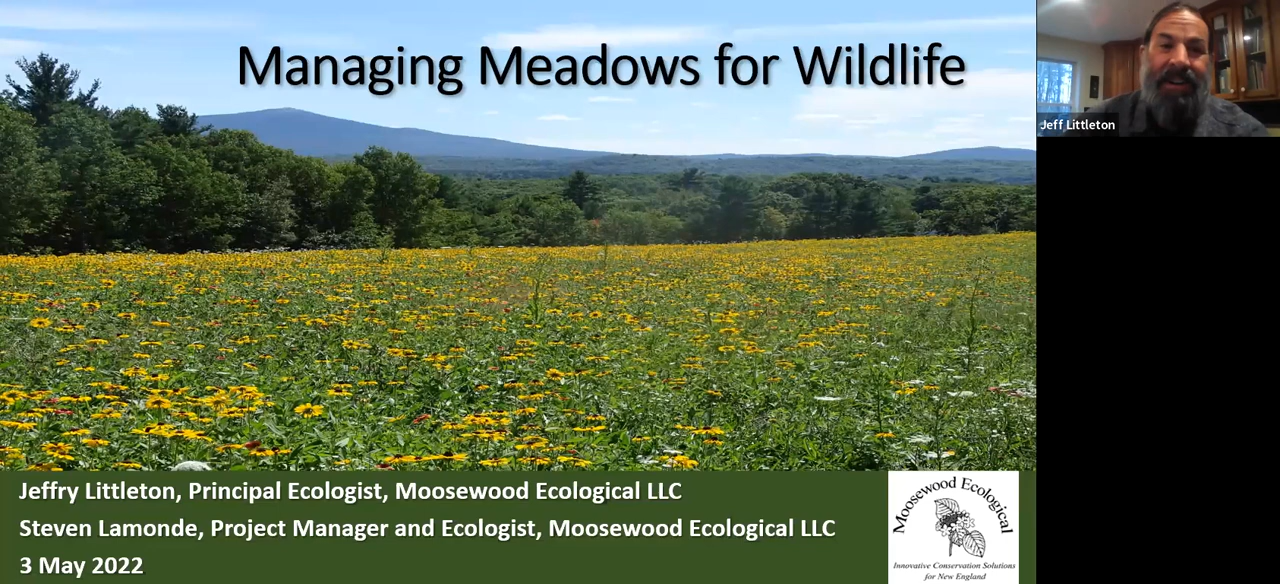 Managing Meadows for Wildlife
Jeff Littleton
Jeffry Littleton, Principal Ecologist, Moosewood Ecological LLC
Steven Lamonde, Project Manager and Ecologist, Moosewood Ecological LLC
3 May 2022
Moosewood Ecological
Innovative Conservation Solutions
for New England